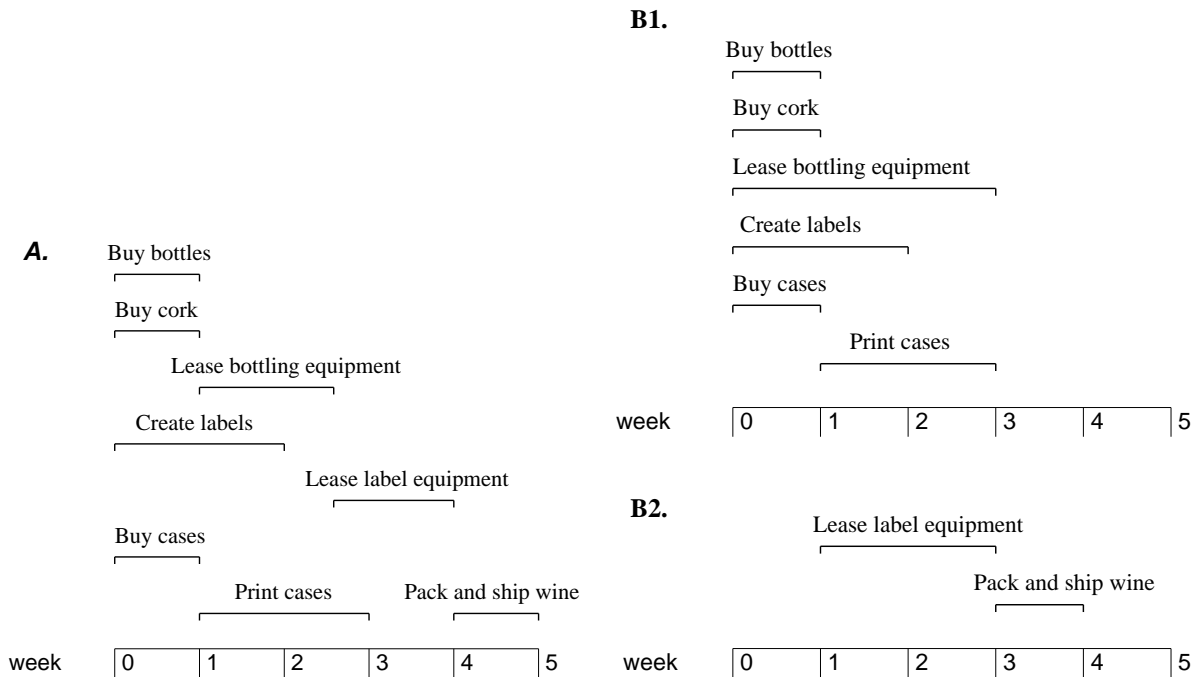 A.
Buy bottles
Buy cork
Lease bottling equipment
Create labels
Lease label equipment
Buy cases
Print cases
Pack and ship wine
week 0 1 2 3 4 5
B1.
Buy bottles
Buy cork
Lease bottling equipment
Create labels
Buy cases
Print cases
week 0 1 2 3 4 5
B2.
Lease label equipment
Pack and ship wine
week 0 1 2 3 4 5